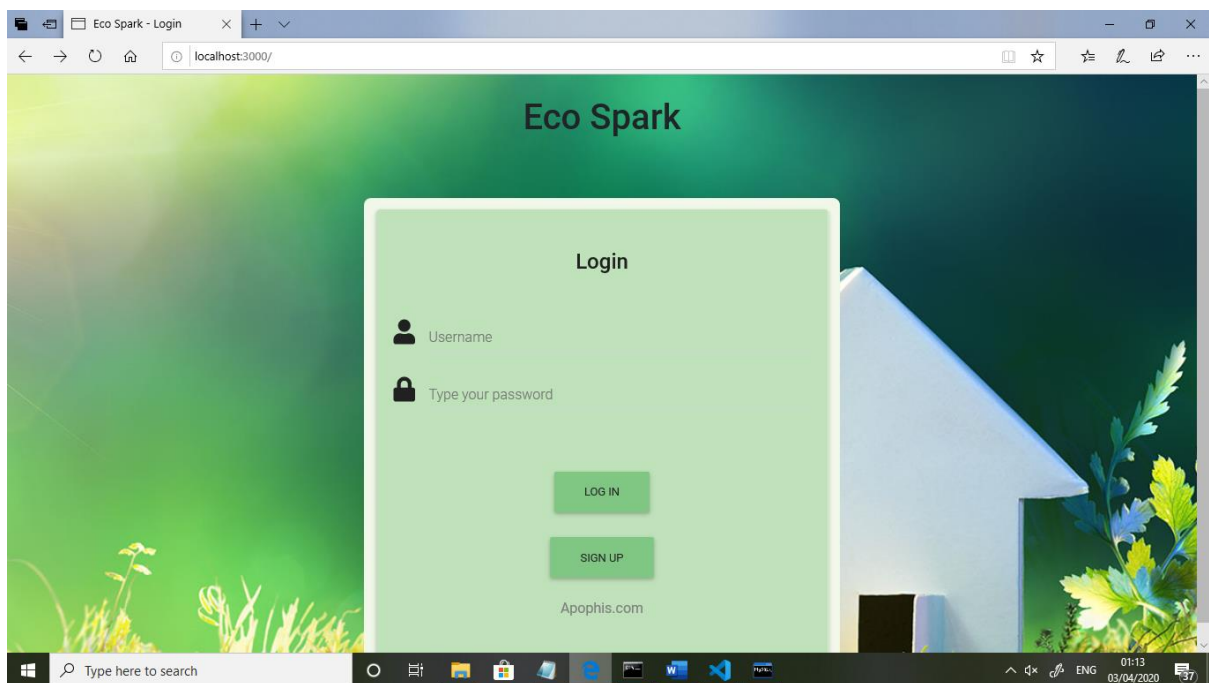 Eco Spark - Login
localhost:3000/
Eco Spark
Login
Username
Type your password
LOG IN
SIGN UP
Apophis.com
Type here to search
ENG
01:13
03/04/2020
37